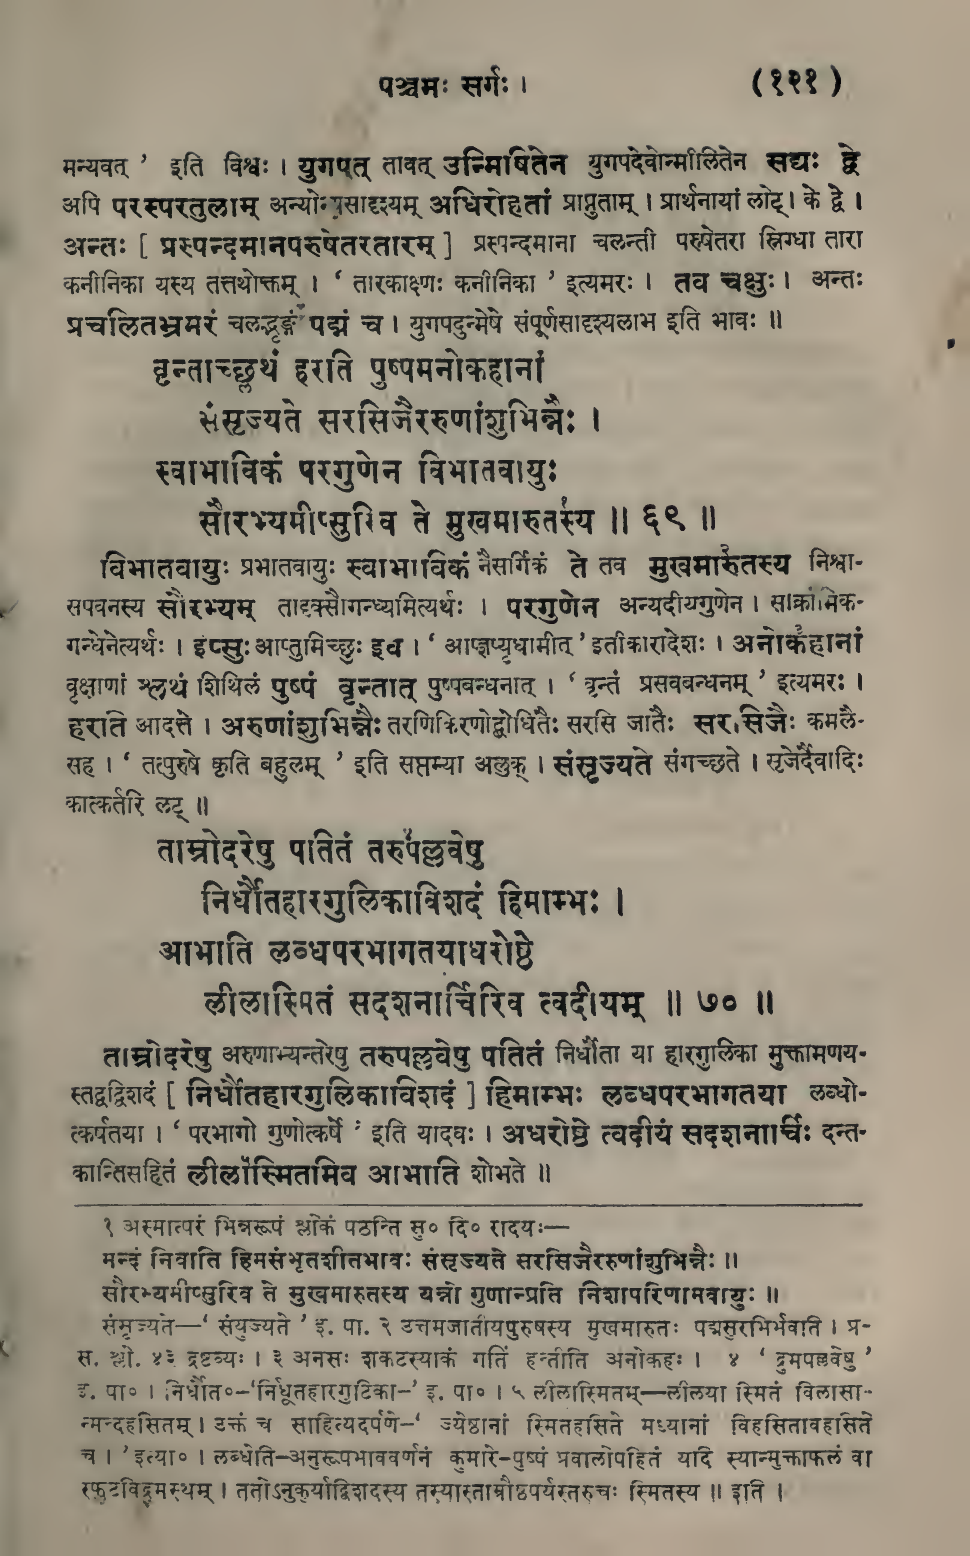 पञ्चमः सर्गः । (१२१)
मन्यवत् ’ इति विश्वः । युगपत् तावत् उन्मिषितेन युगपदेवोन्मीलितेन सद्यः द्वे
अपि परस्परतुलाम् अन्योन्यसादृश्यम् अधिरोहतां प्राप्नुताम् । प्रार्थनायां लोट् । के द्वे ।
अन्तः [ प्रस्पन्दमानपरुषेतरतारम् ] प्रस्पन्दमाना चलन्ती परुषेतरा स्निग्धा तारा
कनीनिका यस्य तत्तथोक्तम् । ‘ तारकाक्ष्णः कनीनिका ’ इत्यमरः । तव चक्षुः । अन्तः
प्रचलितभ्रमरं चलद्भृङ्गं पद्मं च । युगपदुन्मेषे संपूर्णसादृश्यलाभ इति भावः ॥
वृन्ताच्छ्लथं हरति पुष्पमनोकहानां
संसृज्यते सरसिजैररुणांशुभिन्नैः ।
स्वाभाविकं परगुणेन विभातवायुः
सौरभ्यमीप्सुरिव ते मुखमारुतस्य ॥ ६९ ॥
विभातवायुः प्रभातवायुः स्वाभाविकं नैसर्गिकं ते तव मुखमारुतस्य निश्वा-
सपवनस्य सौरभ्यम् तादृक्सौगन्ध्यमित्यर्थः । परगुणेन अन्यदीयगुणेन । सांक्रामिक-
गन्धेनेत्यर्थः । ईप्सुः आप्तुमिच्छुः इव । ‘ आप्ज्ञप्यृधामीत् ’ इतीकारादेशः । अनोकहानां
वृक्षाणां श्लथं शिथिलं पुष्पं वृन्तात् पुष्पबन्धनात् । ‘ वृन्तं प्रसवबन्धनम् ’ इत्यमरः ।
हरति आदत्ते । अरुणांशुभिन्नैः तरणिकिरणोद्बोधितैः सरसि जातैः सरसिजैः कमलै-
सह । ‘ तत्पुरुषे कृति बहुलम् ’ इति सप्तम्या अलुक् । संसृज्यते संगच्छते । सृजेर्दैवादिः
कात्कर्तरि लट् ॥
ताम्रोदरेषु पतितं तरु४पल्लवेषु
निर्धौतहारगुलिकाविशदं हिमाम्भः ।
आभाति लब्धपरभागतयाधरोष्ठे
लीलास्मितं सदशनार्चिरिव त्वदीयम् ॥ ७० ॥
ताम्रोदरेषु अरुणाभ्यन्तरेषु तरुपल्लवेषु पतितं निर्धौता या हारगुलिका मुक्तामणय-
स्तद्वद्विशदं [ निर्धौतहारगुलिकाविशदं ] हिमाम्भः लब्धपरभागतया लब्धो-
त्कर्षतया । ‘ परभागो गुणोत्कर्षे ’ इति यादवः । अधरोष्ठे त्वदीयं सदशनार्चिः दन्त-
कान्तिसहितं लीलास्मितमिव आभाति शोभते ॥
१ अस्मात्परं भिन्नरूपं श्लोकं पठन्ति सु० दि० रादयः—
मन्दं निवाति हिमसंभृतशीतभावः संसृज्यते सरसिजैररुणांशुभिन्नैः ॥
सौरभ्यमीप्सुरिव ते मुखमारुतस्य यन्नो गुणान्प्रति निशापरिणामवायुः ॥
संमृज्यते—‘ संयुज्यते ’ इ. पा. २ उत्तमजातीयपुरुषस्य मुखमारुतः पद्मसुरभिर्भवति । प्र-
स. श्लो. ४३ द्रष्टव्यः । ३ अनसः शकटस्याकं गतिं हन्तीति अनोकहः । ४ ‘ द्रुमपल्लवेषु ’
इ. पा० । निर्धौत०-‘निर्धूतहारगुटिका-’ इ. पा० । ५ लीलास्मितम्—लीलया स्मितं विलासा-
न्मन्दहसितम् । उक्तं च साहित्यदर्पणे-‘ ज्येष्ठानां स्मितहसिते मध्यानां विहसितावहसिते
च । ’ इत्या० । लब्धेति-अनुरूपभाववर्णनं कुमारे-पुष्पं प्रवालोपहितं यदि स्यान्मुक्ताफलं वा
स्फुटविद्रुमस्थम् । ततोऽनुकुर्याद्विशदस्य तस्यास्ताम्रौष्ठपर्यस्तरुचः स्मितस्य ॥ इति ।